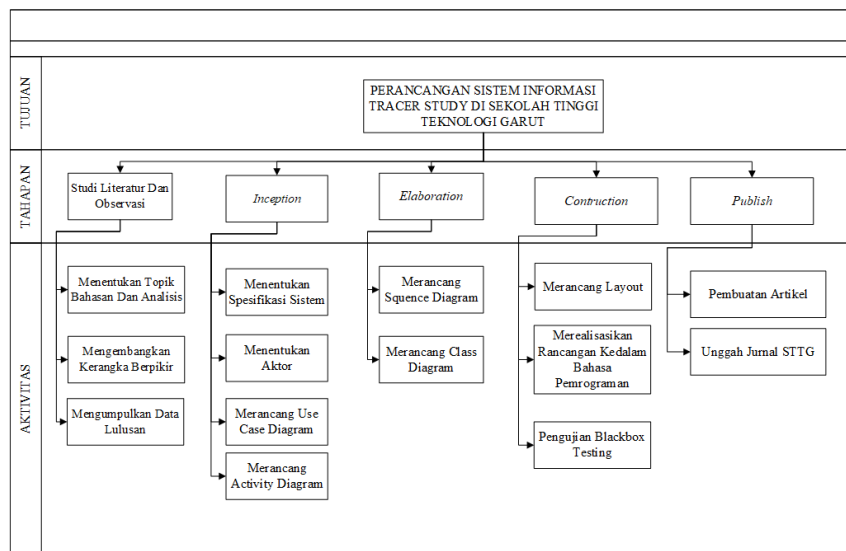 TUJUAN
PERANCANGAN SISTEM INFORMASI
TRACER STUDY DI SEKOLAH TINGGI
TEKNOLOGI GARUT
TAHAPAN
Studi Literatur Dan
Observasi
Inception
Elaboration
Contruction
Publish
AKTIVITAS
Menentukan Topik
Bahasan Dan Analisis
Mengembangkan
Kerangka Berpikir
Mengumpulkan Data
Lulusan
Menentukan
Spesifikasi Sistem
Menentukan
Aktor
Merancang Use
Case Diagram
Merancang
Activity Diagram
Merancang
Squence Diagram
Merancang Class
Diagram
Merancang Layout
Merealisasikan
Rancangan Kedalam
Bahasa
Pemrograman
Pengujian Blackbox
Testing
Pembuatan Artikel
Unggah Jurnal STTG